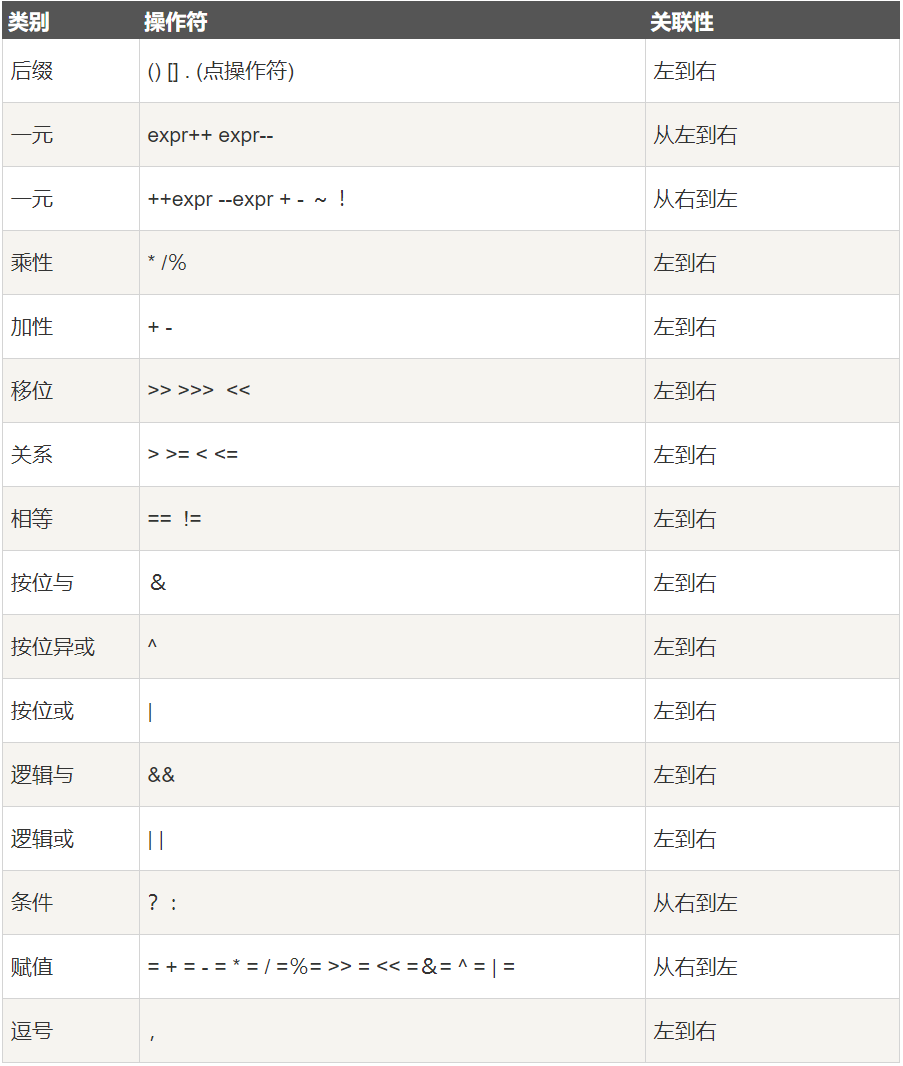 类别 操作符 关联性
后缀 () [] . (点操作符) 左到右
一元 expr++ expr-- 从左到右
一元 ++expr --expr + - ~ ！ 从右到左
乘性 * /% 左到右
加性 + - 左到右
移位 >> >>> << 左到右
关系 > >= < <= 左到右
相等 == != 左到右
按位与 ＆ 左到右
按位异或 ^ 左到右
按位或 | 左到右
逻辑与 && 左到右
逻辑或 | | 左到右
条件 ？： 从右到左
赋值 = + = - = * = / =％= >> = << =＆= ^ = | = 从右到左
逗号 ， 左到右